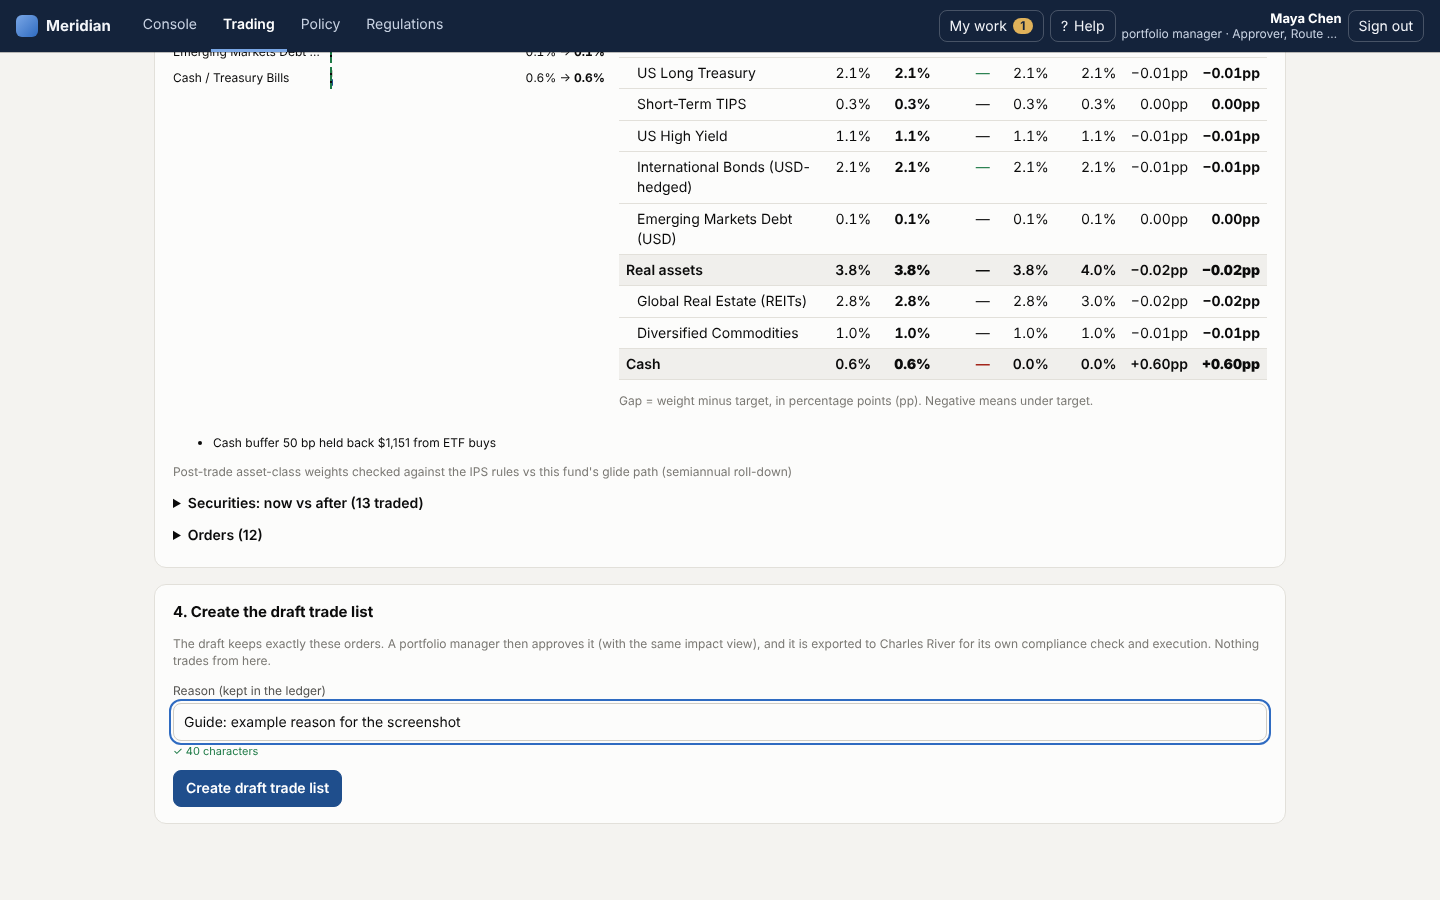 Meridian
Console
Trading
Policy
Regulations
My work 1
? Help
Maya Chen
portfolio manager · Approver, Route ...
Sign out
Emerging Markets Debt ... 0.1% → 0.1%
Cash / Treasury Bills 0.6% → 0.6%
US Long Treasury 2.1% 2.1% — 2.1% 2.1% −0.01pp −0.01pp
Short-Term TIPS 0.3% 0.3% — 0.3% 0.3% 0.00pp 0.00pp
US High Yield 1.1% 1.1% — 1.1% 1.1% −0.01pp −0.01pp
International Bonds (USD-
hedged) 2.1% 2.1% — 2.1% 2.1% −0.01pp −0.01pp
Emerging Markets Debt
(USD) 0.1% 0.1% — 0.1% 0.1% 0.00pp 0.00pp
Real assets 3.8% 3.8% — 3.8% 4.0% −0.02pp −0.02pp
Global Real Estate (REITs) 2.8% 2.8% — 2.8% 3.0% −0.02pp −0.02pp
Diversified Commodities 1.0% 1.0% — 1.0% 1.0% −0.01pp −0.01pp
Cash 0.6% 0.6% — 0.0% 0.0% +0.60pp +0.60pp
Gap = weight minus target, in percentage points (pp). Negative means under target.
• Cash buffer 50 bp held back $1,151 from ETF buys
Post-trade asset-class weights checked against the IPS rules vs this fund's glide path (semiannual roll-down)
▶ Securities: now vs after (13 traded)
▶ Orders (12)
4. Create the draft trade list
The draft keeps exactly these orders. A portfolio manager then approves it (with the same impact view), and it is exported to Charles River for its own compliance check and execution. Nothing
trades from here.
Reason (kept in the ledger)
Guide: example reason for the screenshot
✓ 40 characters
Create draft trade list